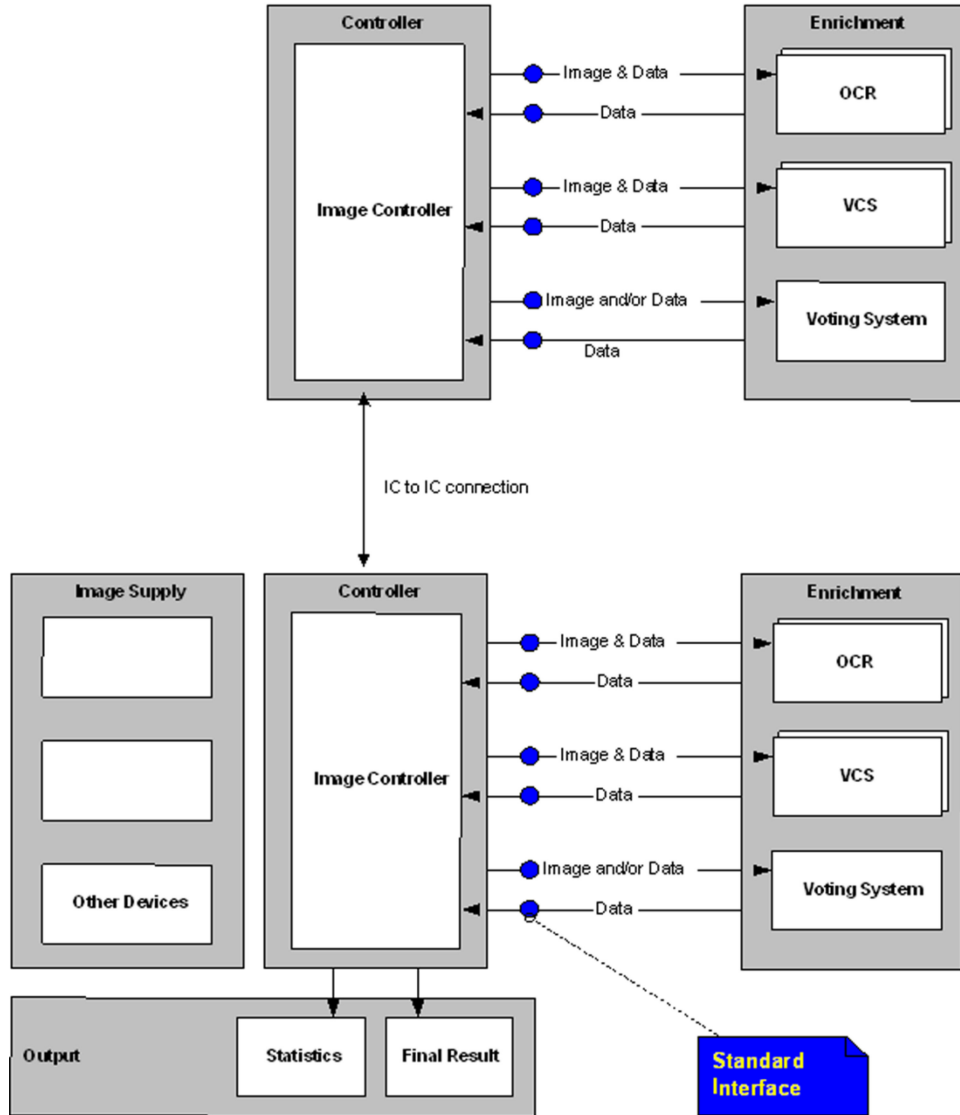 Controller
Enrichment
Image & Data
OCR
Data
Image & Data
VCS
Image Controller
Data
Image and/or Data
Voting System
Data
IC to IC connection
Image Supply
Controller
Enrichment
Image & Data
OCR
Data
Image & Data
VCS
Image Controller
Data
Image and/or Data
Other Devices
Voting System
Data
Output
Statistics
Final Result
Standard
Interface